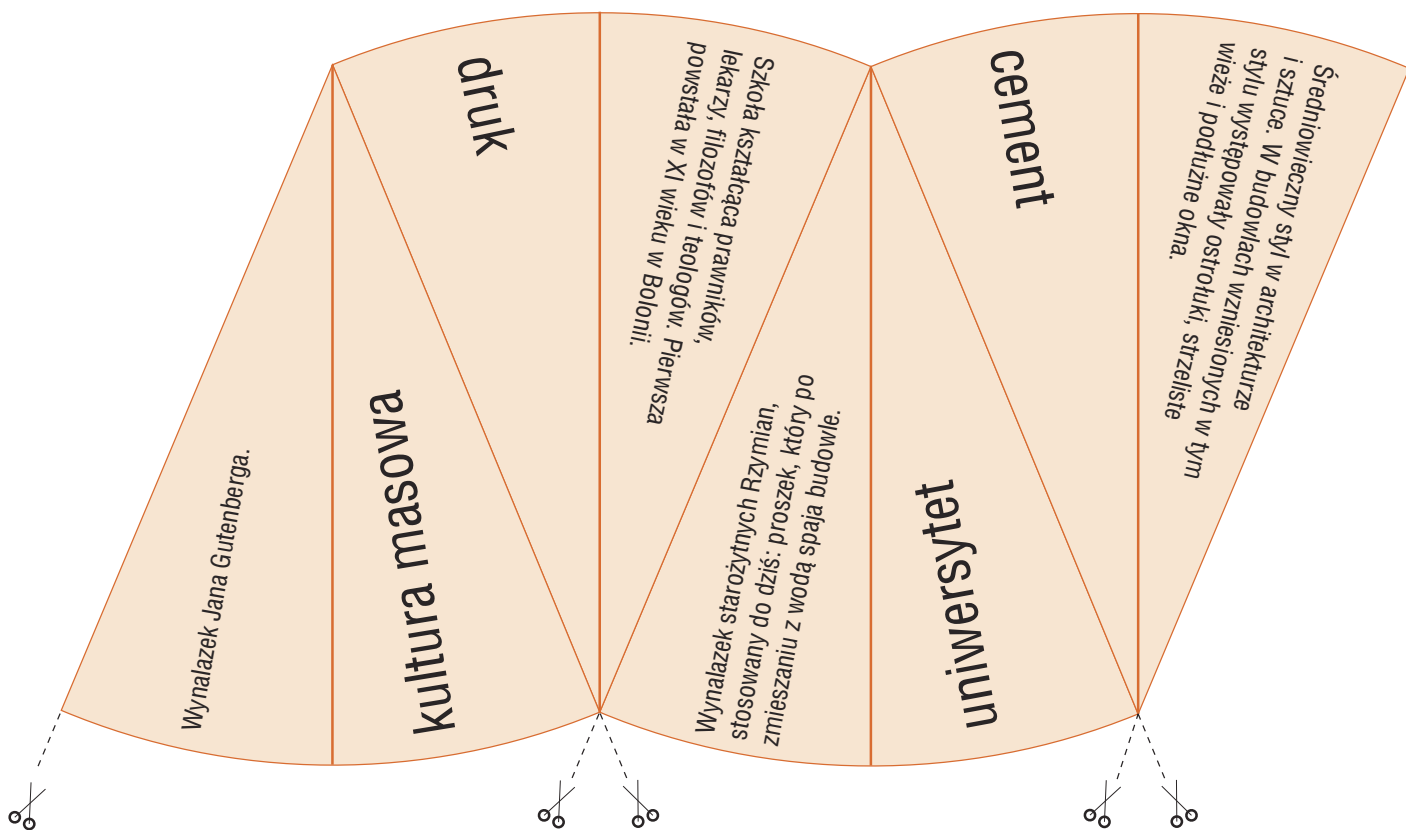 Wynalazek Jana Gutenberga.
kultura masowa
druk
Szkoła kształcąca prawników,
lekarzy, filozofów i teologów. Pierwsza
powstała w XI wieku w Bolonii.
Wynalazek starożytnych Rzymian,
stosowany do dziś: proszek, który po
zmieszaniu z wodą spaja budowle.
uniwersytet
cement
Średniowieczny styl w architekturze
i sztuce. W budowlach wzniesionych w tym
stylu występowały ostrołuki, strzeliste
wieże i podłużne okna.